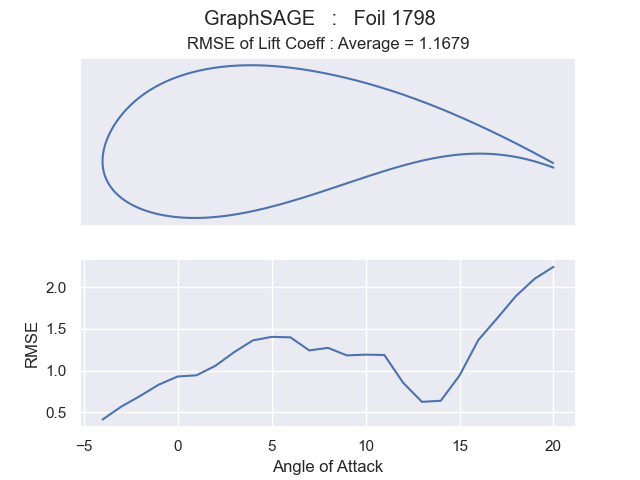 GraphSAGE : Foil 1798
RMSE of Lift Coeff : Average = 1.1679
2.0
1.5
1.0
0.5
RMSE
−5 0 5 10 15 20
Angle of Attack